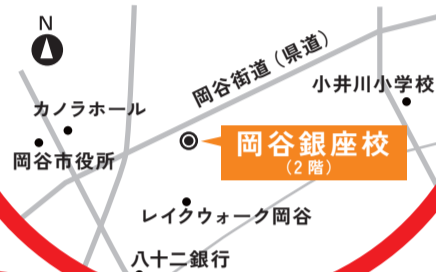 N
岡谷街道(県道)
小井川小学校
カノラホール
岡谷市役所
岡谷銀座校
(2階)
レイクウォーク岡谷
八十二銀行